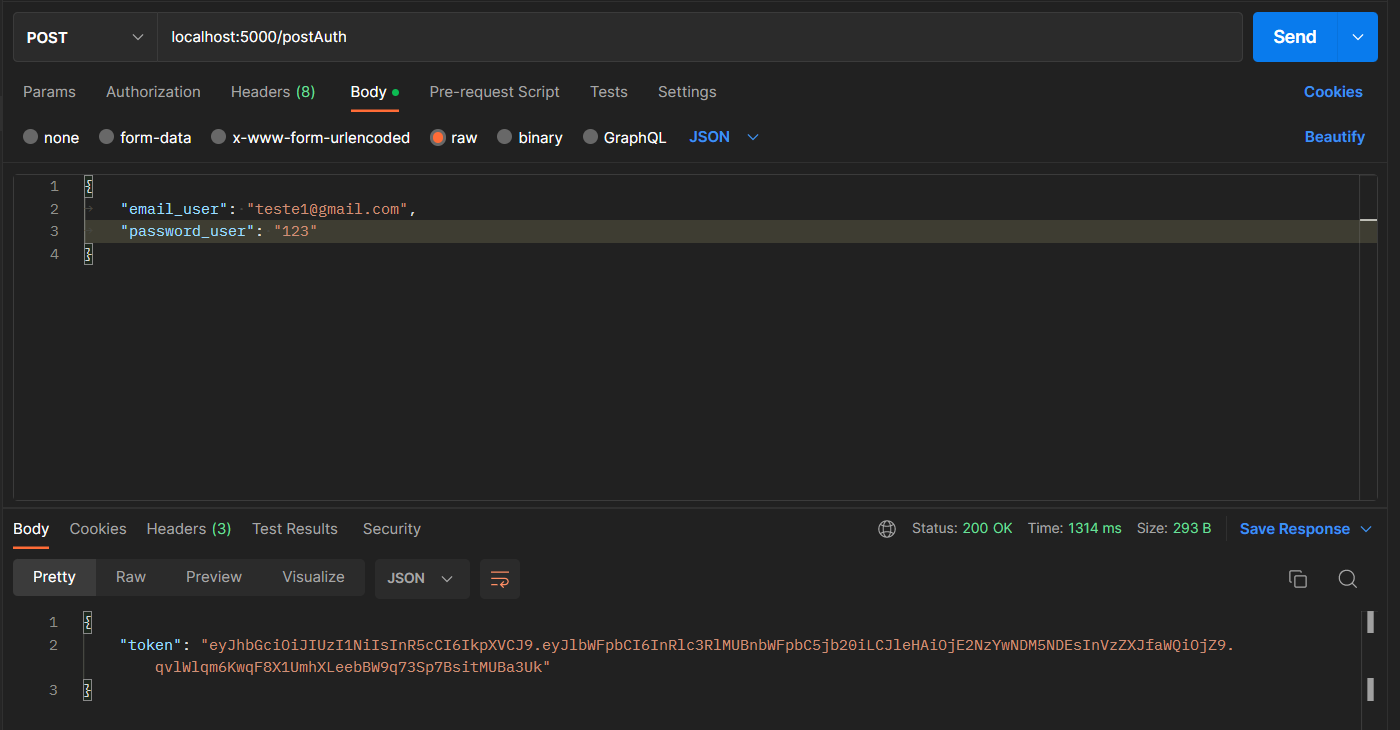 POST localhost:5000/postAuth Send
Params Authorization Headers (8) Body Pre-request Script Tests Settings Cookies
none form-data x-www-form-urlencoded raw binary GraphQL JSON Beautify
1 {
2 "email_user": "teste1@gmail.com",
3 "password_user": "123"
4 }
Body Cookies Headers (3) Test Results Security Status: 200 OK Time: 1314 ms Size: 293 B Save Response
Pretty Raw Preview Visualize JSON
1 {
2 "token": "eyJhbGciOiJIUzI1NiIsInR5cCI6IkpXVCJ9.eyJlbWFpbCI6InRlc3RlMUBnbWFpbC5jb20iLCJleHAiOjE2NzYwNDM5NDEsInVzZXJfaWQiOjZ9.
qvlWlqm6KwqF8X1UmhXLeebBW9q73Sp7BsitMUBa3Uk"
3 }